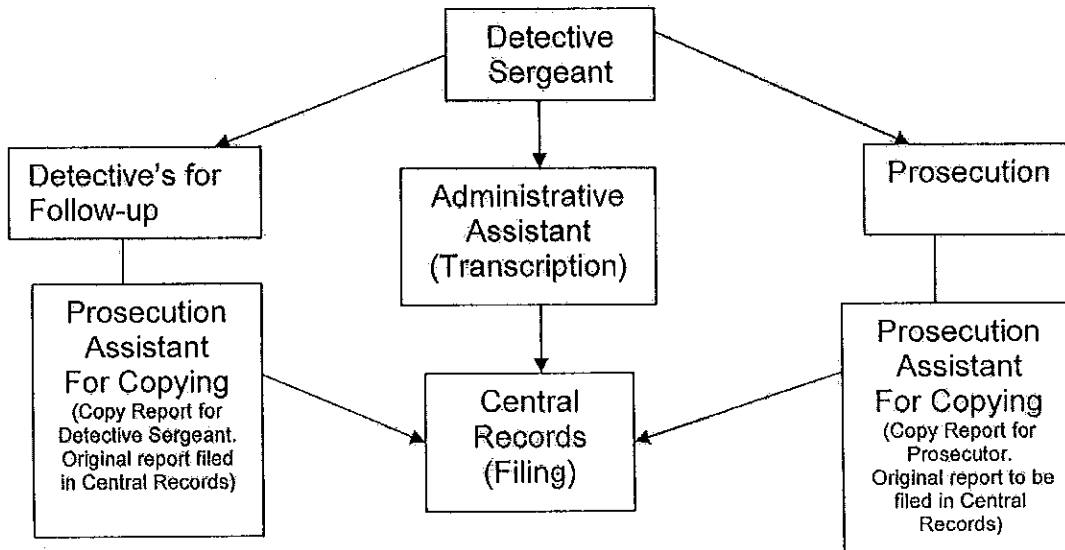 Detective
Sergeant
Detective's for
Follow-up
Administrative
Assistant
(Transcription)
Prosecution
Prosecution
Assistant
For Copying
(Copy Report for
Detective Sergeant.
Original report filed
in Central Records)
Central
Records
(Filing)
Prosecution
Assistant
For Copying
(Copy Report for
Prosecutor.
Original report to be
filed in Central
Records)